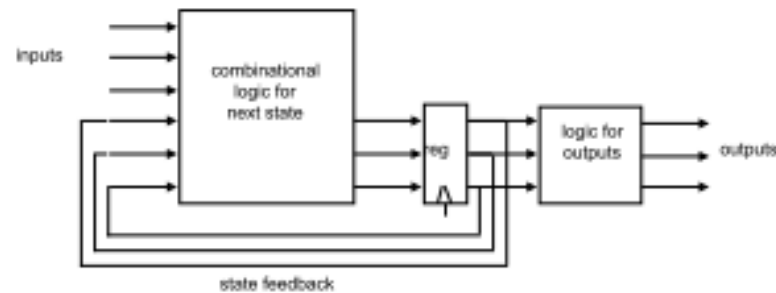 inputs
combinational
logic for
next state
reg
logic for
outputs
outputs
state feedback